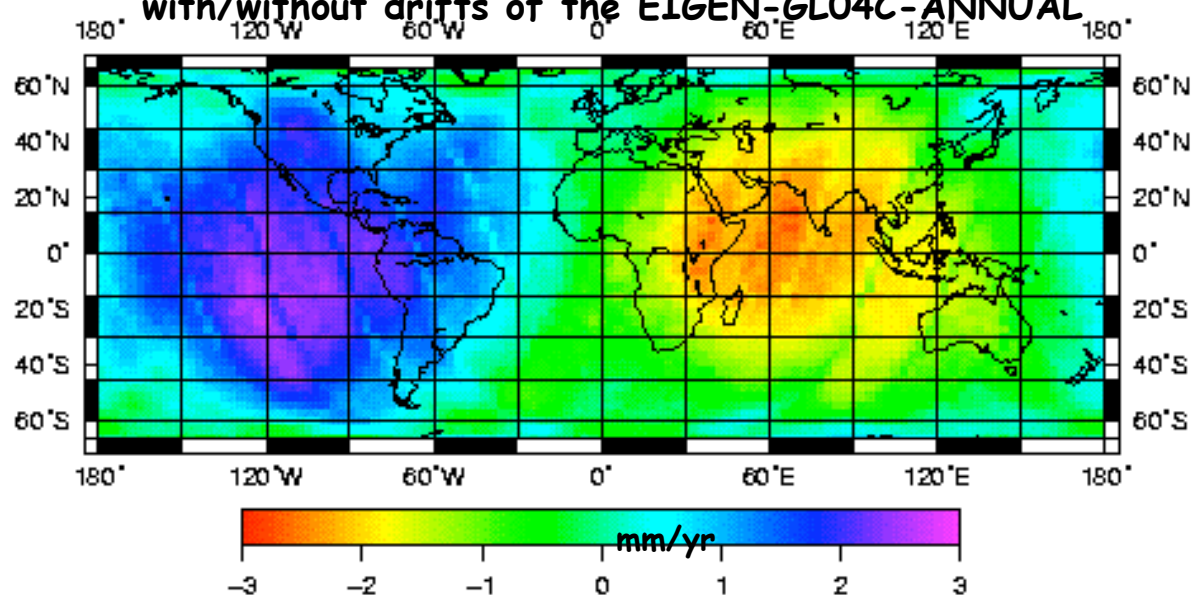 with/without drifts of the EIGEN-GL04C-ANNUAL
180° 120°W 60°W 0° 60°E 120°E 180°
60°N 60°N
40°N 40°N
20°N 20°N
0° 0°
20°S 20°S
40°S 40°S
60°S 60°S
180° 120°W 60°W 0° 60°E 120°E 180°
mm/yr
−3 −2 −1 0 1 2 3